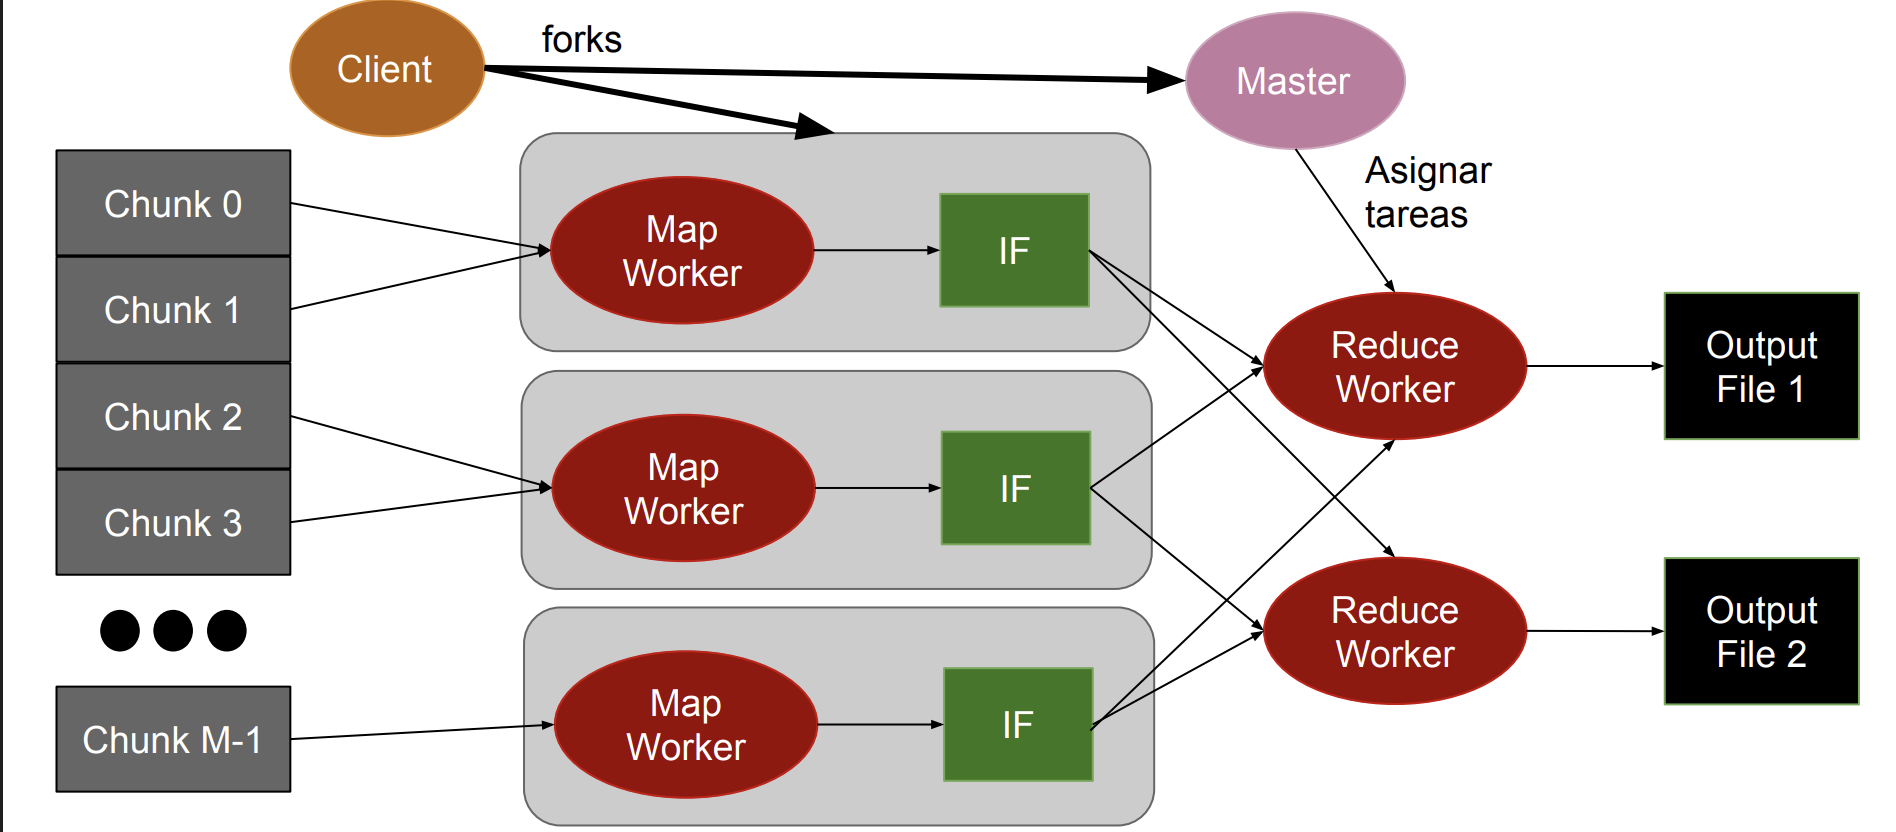 Client
forks
Master
Asignar
tareas
Chunk 0
Chunk 1
Chunk 2
Chunk 3
Chunk M-1
Map
Worker
IF
Map
Worker
IF
Map
Worker
IF
Reduce
Worker
Reduce
Worker
Output
File 1
Output
File 2